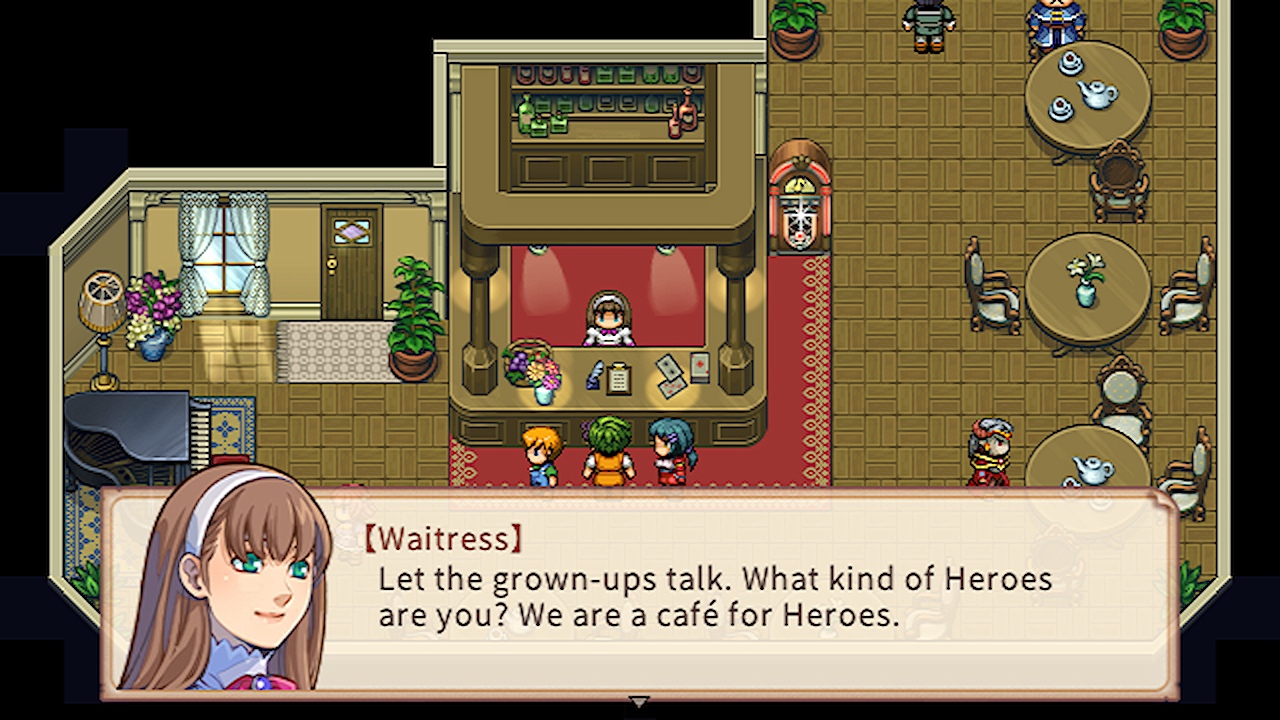 【Waitress】
Let the grown-ups talk. What kind of Heroes
are you? We are a café for Heroes.